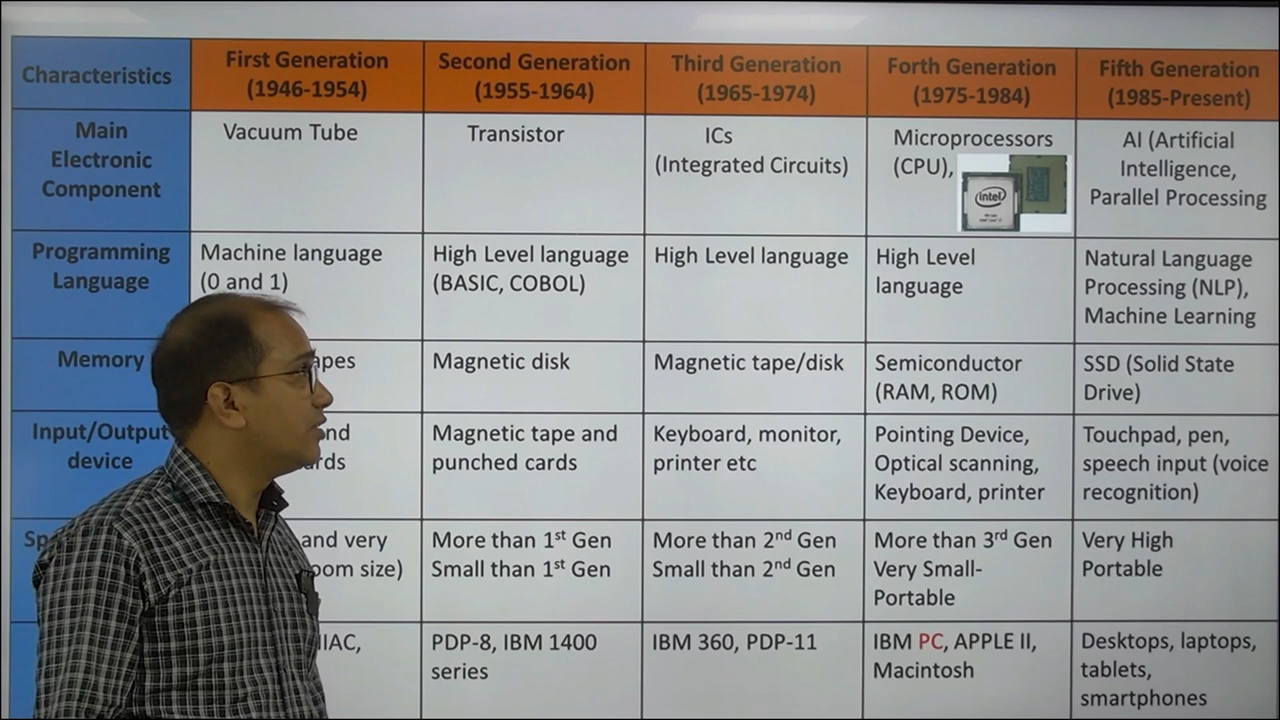 Characteristics
First Generation
(1946-1954)
Second Generation
(1955-1964)
Third Generation
(1965-1974)
Forth Generation
(1975-1984)
Fifth Generation
(1985-Present)
Main
Electronic
Component
Vacuum Tube
Transistor
ICs
(Integrated Circuits)
Microprocessors
(CPU),
intel
AI (Artificial
Intelligence,
Parallel Processing
Programming
Language
Machine language
(0 and 1)
High Level language
(BASIC, COBOL)
High Level language
High Level
language
Natural Language
Processing (NLP),
Machine Learning
Memory
Magnetic disk
Magnetic tape/disk
Semiconductor
(RAM, ROM)
SSD (Solid State
Drive)
Input/Output
device
Magnetic tape and
punched cards
Keyboard, monitor,
printer etc
Pointing Device,
Optical scanning,
Keyboard, printer
Touchpad, pen,
speech input (voice
recognition)
and very
size)
More than 1st Gen
Small than 1st Gen
More than 2nd Gen
Small than 2nd Gen
More than 3rd Gen
Very Small-
Portable
Very High
Portable
PDP-8, IBM 1400
series
IBM 360, PDP-11
IBM PC, APPLE II,
Macintosh
Desktops, laptops,
tablets,
smartphones